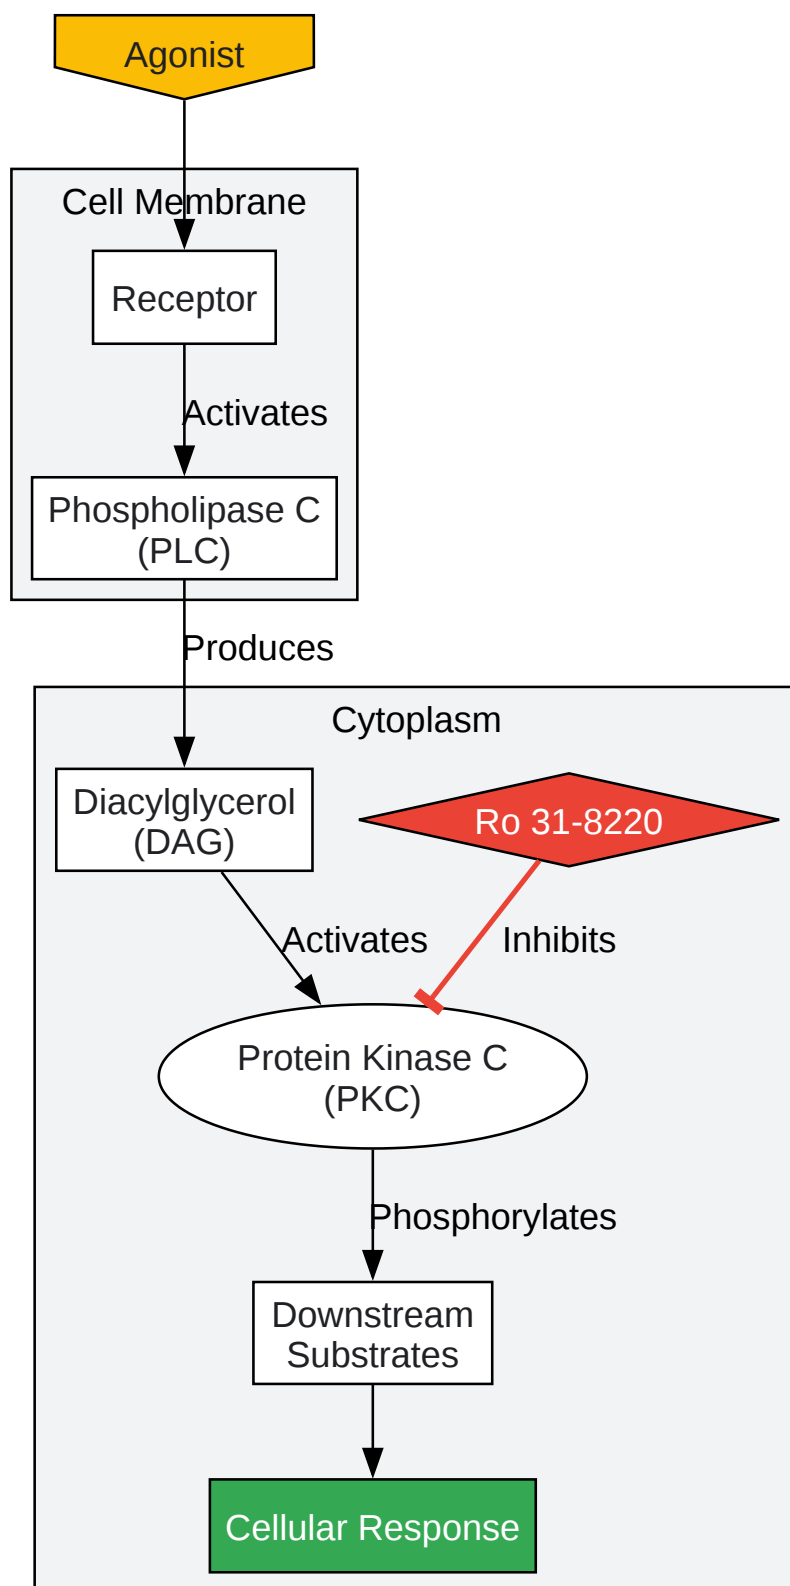 Agonist
Cell Membrane
Receptor
Activates
Phospholipase C
(PLC)
Produces
Cytoplasm
Diacylglycerol
(DAG)
Ro 31-8220
Activates
Inhibits
Protein Kinase C
(PKC)
Phosphorylates
Downstream
Substrates
Cellular Response